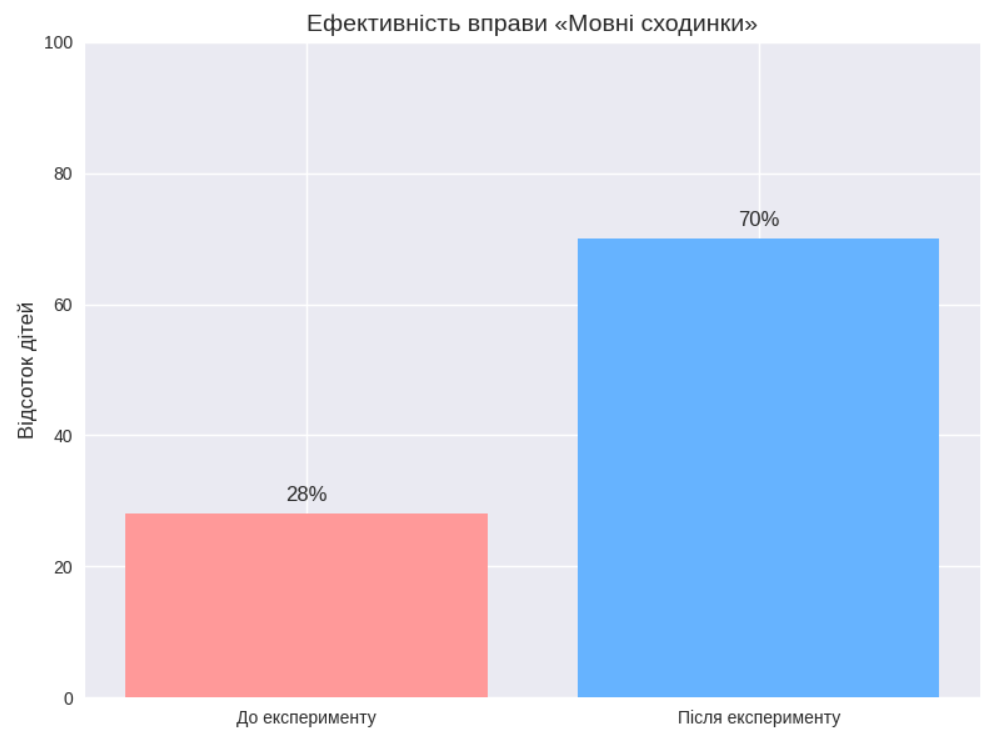 Ефективність вправи «Мовні сходинки»
100
80
60
40
20
0
Відсоток дітей
28%
70%
До експерименту
Після експерименту